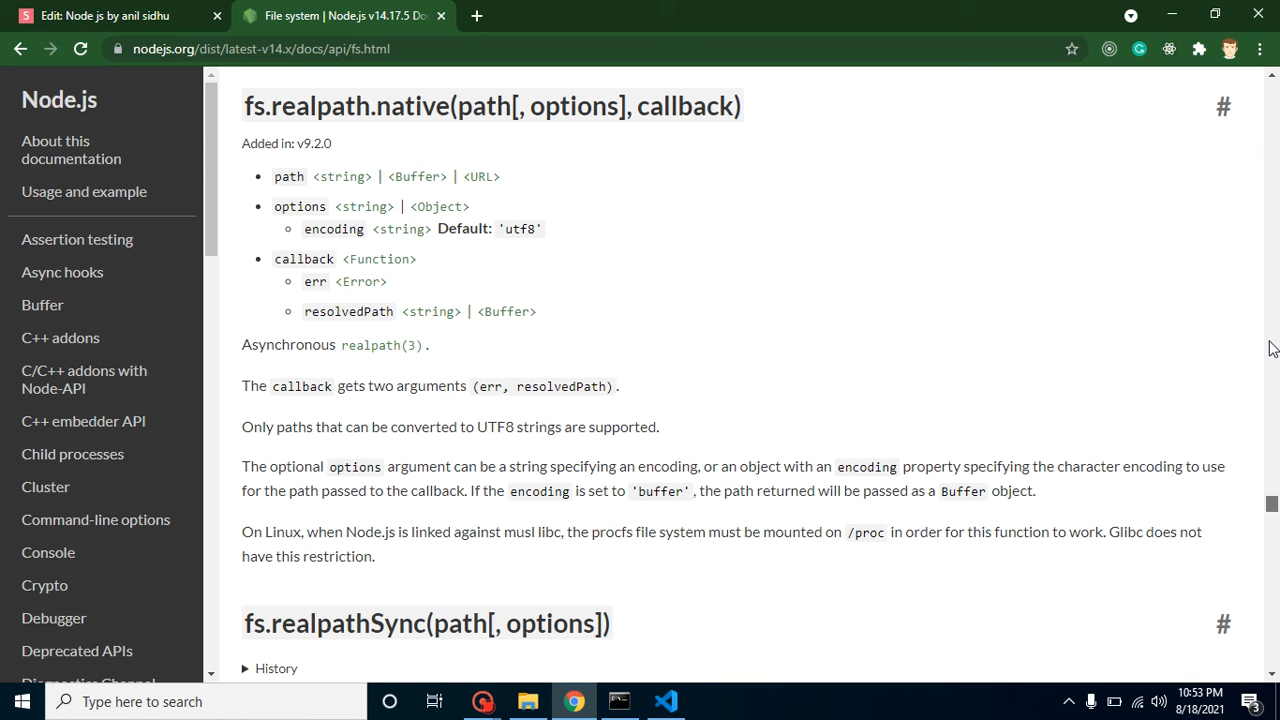 Edit: Node js by anil sidhu
File system | Node.js v14.17.5 Do
nodejs.org/dist/latest-v14.x/docs/api/fs.html
Node.js
About this
documentation
Usage and example
Assertion testing
Async hooks
Buffer
C++ addons
C/C++ addons with
Node-API
C++ embedder API
Child processes
Cluster
Command-line options
Console
Crypto
Debugger
Deprecated APIs
Diagnostics Channel
fs.realpath.native(path[, options], callback) #
Added in: v9.2.0
path <string> | <Buffer> | <URL>
options <string> | <Object>
encoding <string> Default: 'utf8'
callback <Function>
err <Error>
resolvedPath <string> | <Buffer>
Asynchronous realpath(3).
The callback gets two arguments (err, resolvedPath).
Only paths that can be converted to UTF8 strings are supported.
The optional options argument can be a string specifying an encoding, or an object with an encoding property specifying the character encoding to use
for the path passed to the callback. If the encoding is set to 'buffer', the path returned will be passed as a Buffer object.
On Linux, when Node.js is linked against musl libc, the procfs file system must be mounted on /proc in order for this function to work. Glibc does not
have this restriction.
fs.realpathSync(path[, options]) #
History
Type here to search
10:53 PM
8/18/2021
3